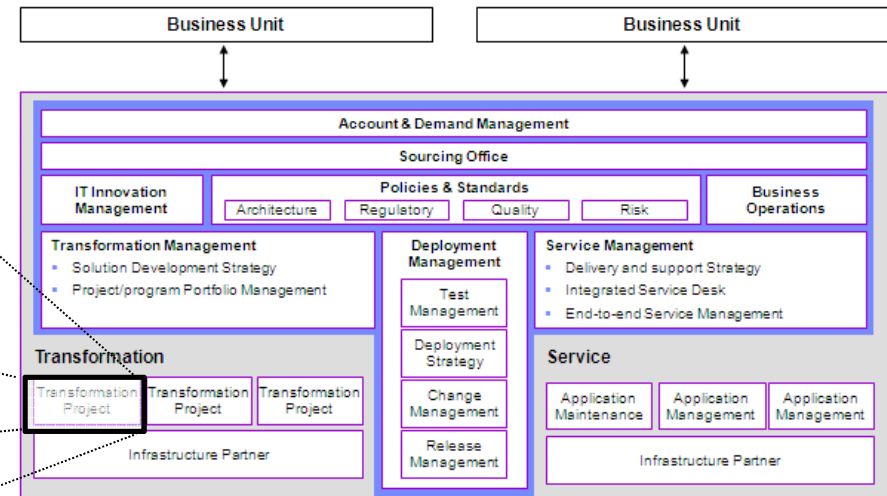 Business Unit
Business Unit
Account & Demand Management
Sourcing Office
IT Innovation
Management
Policies & Standards
Architecture
Regulatory
Quality
Risk
Business
Operations
Transformation Management
Solution Development Strategy
Project/program Portfolio Management
Deployment
Management
Test
Management
Deployment
Strategy
Change
Management
Release
Management
Service Management
Delivery and support Strategy
Integrated Service Desk
End-to-end Service Management
Transformation
Transformation
Project
Transformation
Project
Transformation
Project
Infrastructure Partner
Service
Application
Maintenance
Application
Management
Application
Management
Infrastructure Partner